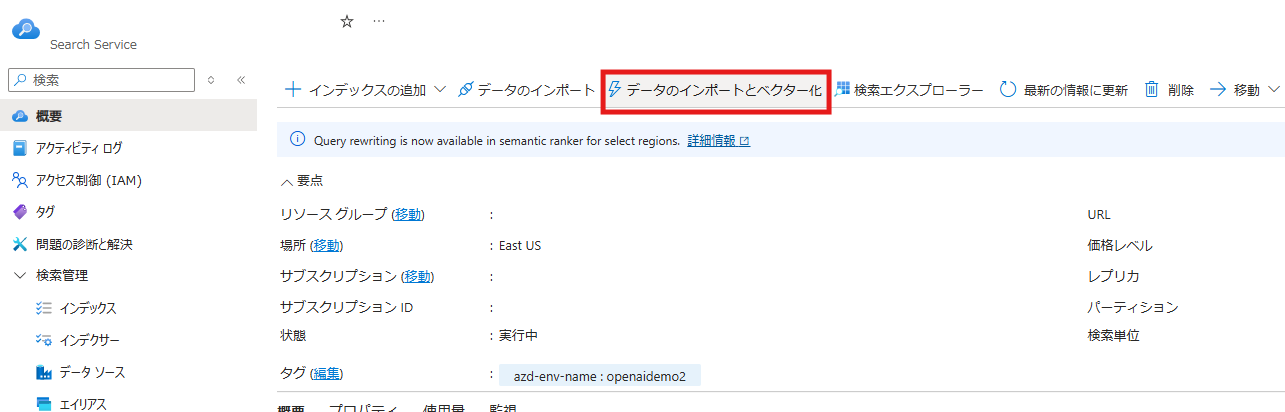 Search Service
検索
インデックスの追加 データのインポート データのインポートとベクター化 検索エクスプローラー 最新の情報に更新 削除 移動
概要
アクティビティ ログ
アクセス制御 (IAM)
タグ
問題の診断と解決
検索管理
インデックス
インデクサー
データ ソース
エイリアス
Query rewriting is now available in semantic ranker for select regions. 詳細情報
要点
リソース グループ (移動) :
場所 (移動) : East US
サブスクリプション (移動) :
サブスクリプション ID :
状態 : 実行中
タグ (編集) : azd-env-name : openaidemo2
URL
価格レベル
レプリカ
パーティション
検索単位
概要 プロパティ 使用量 監視